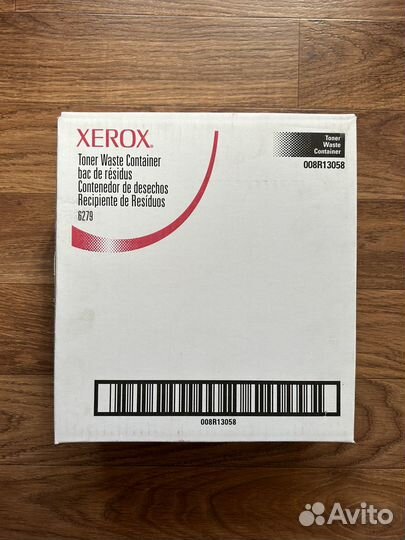 XEROX.
Toner Waste Container
bac de résidus
Contenedor de desechos
Recipiente de Resíduos
6279
Toner
Waste
Container
008R13058
008R13058
Avito